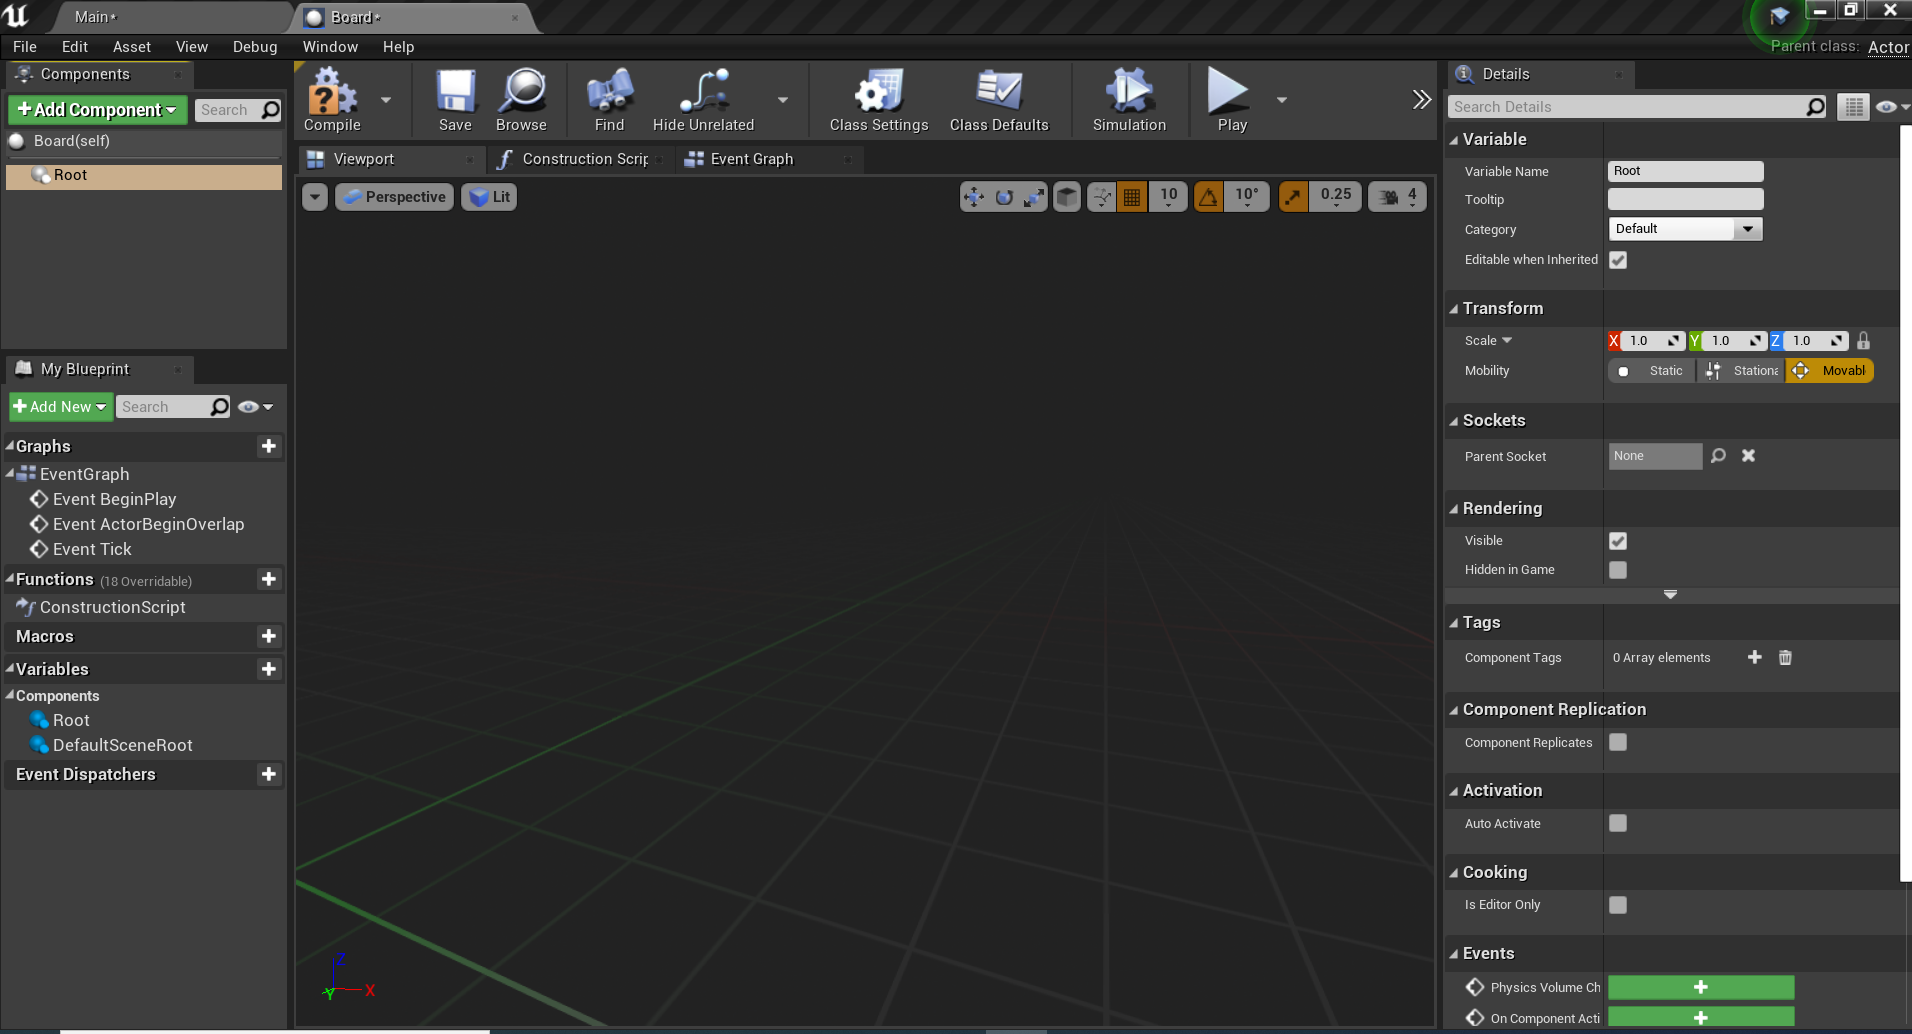 Main*
Board*
File Edit Asset View Debug Window Help
Parent class: Actor
Components
Add Component
Search
Board(self)
Root
My Blueprint
Add New
Search
Graphs
EventGraph
Event BeginPlay
Event ActorBeginOverlap
Event Tick
Functions (18 Overridable)
ConstructionScript
Macros
Variables
Components
Root
DefaultSceneRoot
Event Dispatchers
Compile
Save
Browse
Find
Hide Unrelated
Class Settings
Class Defaults
Simulation
Play
Viewport
Construction Scrip
Event Graph
Perspective
Lit
10
10°
0.25
4
Z
Y
X
Details
Search Details
Variable
Variable Name Root
Tooltip
Category Default
Editable when Inherited
Transform
Scale X 1.0 Y 1.0 Z 1.0
Mobility Static Stationa Movabl
Sockets
Parent Socket None
Rendering
Visible
Hidden in Game
Tags
Component Tags 0 Array elements
Component Replication
Component Replicates
Activation
Auto Activate
Cooking
Is Editor Only
Events
Physics Volume Ch
On Component Acti